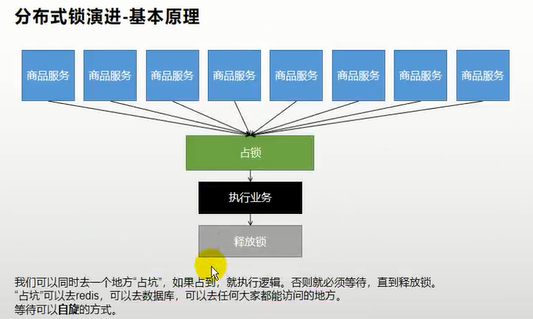 分布式锁演进-基本原理
商品服务 商品服务 商品服务 商品服务 商品服务 商品服务 商品服务 商品服务
占锁
执行业务
释放锁
我们可以同时去一个地方“占坑”，如果占到，就执行逻辑。否则就必须等待，直到释放锁。
“占坑”可以去redis，可以去数据库，可以去任何大家都能访问的地方。
等待可以自旋的方式。